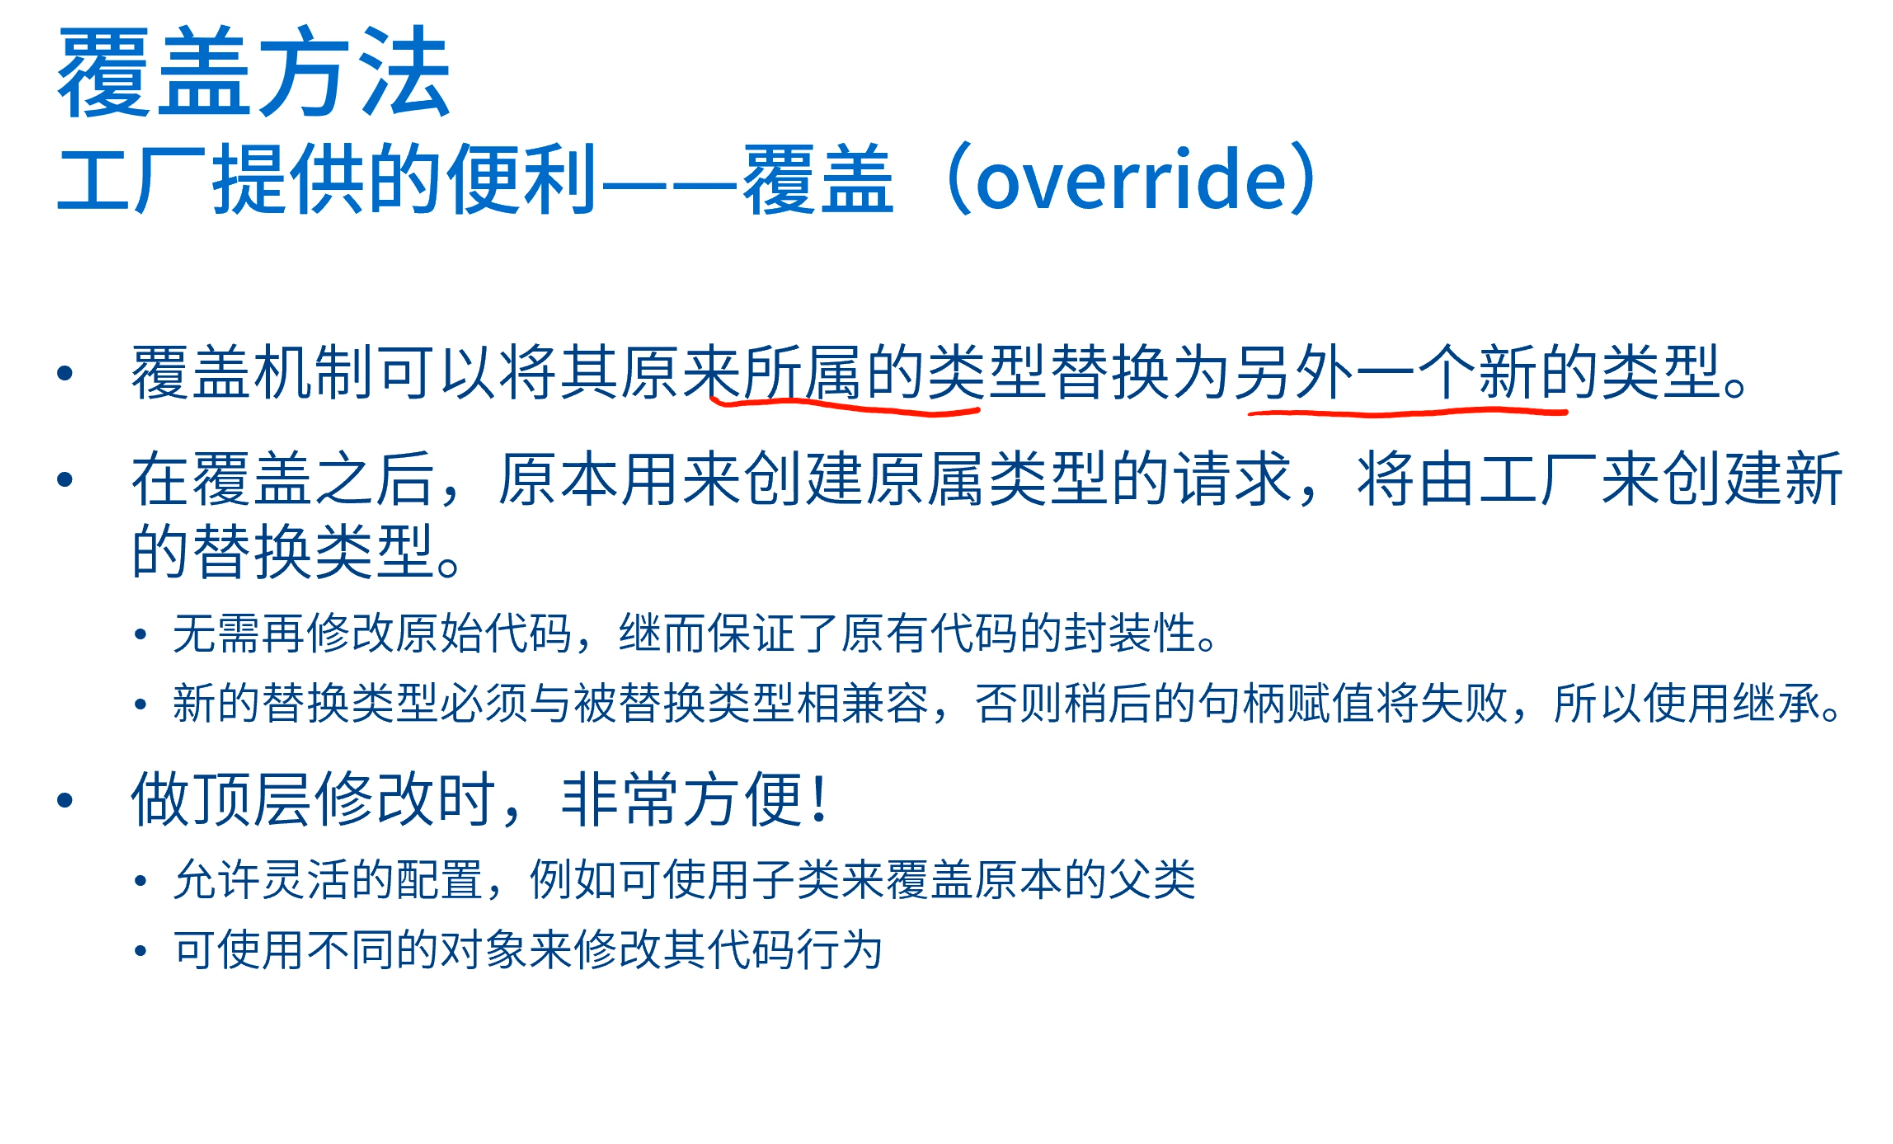 覆盖方法
工厂提供的便利——覆盖（override）
• 覆盖机制可以将其原来所属的类型替换为另外一个新的类型。
• 在覆盖之后，原本用来创建原属类型的请求，将由工厂来创建新
的替换类型。
• 无需再修改原始代码，继而保证了原有代码的封装性。
• 新的替换类型必须与被替换类型相兼容，否则稍后的句柄赋值将失败，所以使用继承。
• 做顶层修改时，非常方便！
• 允许灵活的配置，例如可使用子类来覆盖原本的父类
• 可使用不同的对象来修改其代码行为